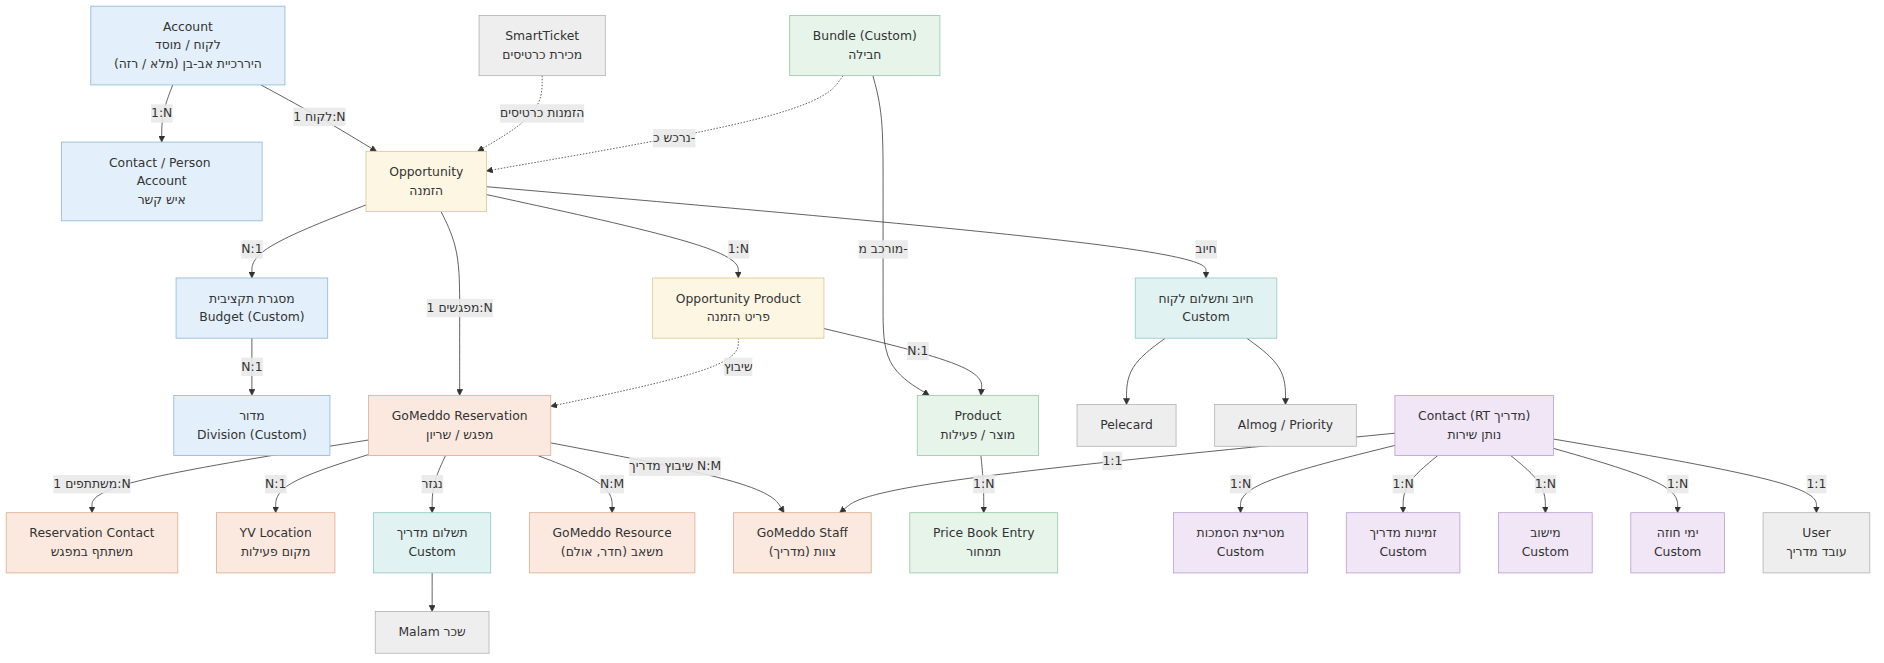 Account
לקוח / מוסד
היררכיית אב-בן (מלא / רזה)
SmartTicket
מכירת כרטיסים
Bundle (Custom)
חבילה
1:N
1 לקוח:N
הזמנות כרטיסים
נרכש כ-
Contact / Person
Account
איש קשר
Opportunity
הזמנה
N:1
1:N
מורכב מ-
חיוב
מסגרת תקציבית
Budget (Custom)
1 מפגשים:N
Opportunity Product
פריט הזמנה
חיוב ותשלום לקוח
Custom
N:1
שיבוץ
N:1
מדור
Division (Custom)
GoMeddo Reservation
מפגש / שריון
Product
מוצר / פעילות
Pelecard
Almog / Priority
Contact (RT מדריך)
נותן שירות
1 משתתפים:N
N:1
נגזר
N:M
שיבוץ מדריך N:M
1:N
1:1
1:N
1:N
1:N
1:N
1:1
Reservation Contact
משתתף במפגש
YV Location
מקום פעילות
תשלום מדריך
Custom
GoMeddo Resource
משאב (חדר, אולם)
GoMeddo Staff
צוות (מדריך)
Price Book Entry
תמחור
מטריצת הסמכות
Custom
זמינות מדריך
Custom
מישוב
Custom
ימי חוזה
Custom
User
עובד מדריך
Malam שכר